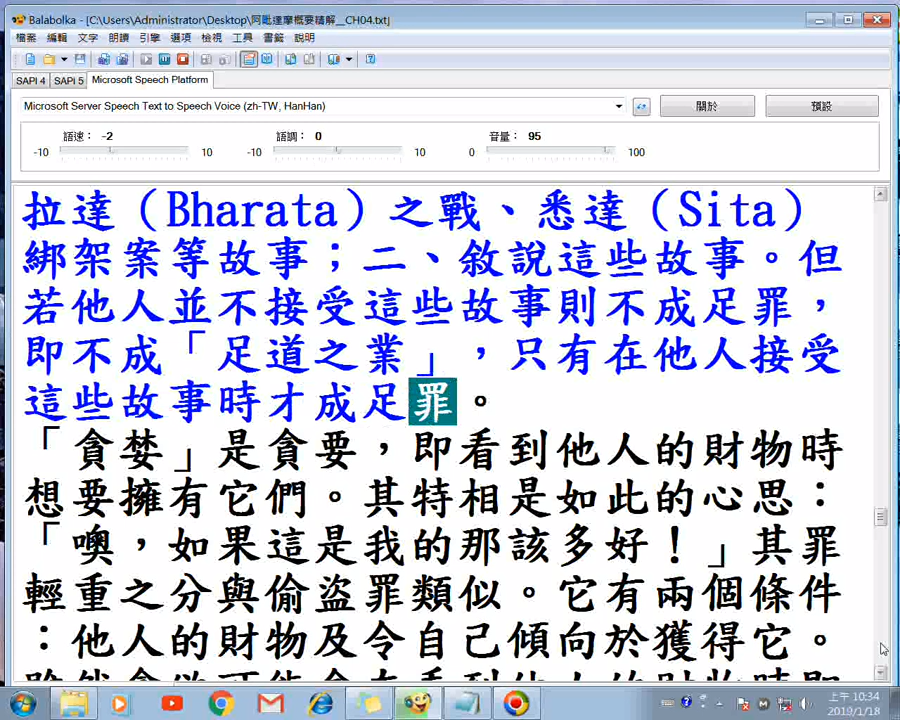 Balabolka - [C:\Users\Administrator\Desktop\阿毗達摩概要精解__CH04.txt]
檔案 編輯 文字 朗讀 引擎 選項 檢視 工具 書籤 說明
SAPI 4 SAPI 5 Microsoft Speech Platform
Microsoft Server Speech Text to Speech Voice (zh-TW, HanHan) 關於 預設
語速： -2 語調： 0 音量： 95
-10 10 -10 10 0 100
拉達（Bharata）之戰、悉達（Sita）
綁架案等故事；二、敘說這些故事。但
若他人並不接受這些故事則不成足罪，
即不成「足道之業」，只有在他人接受
這些故事時才成足罪。
「貪婪」是貪要，即看到他人的財物時
想要擁有它們。其特相是如此的心思：
「噢，如果這是我的那該多好！」其罪
輕重之分與偷盜罪類似。它有兩個條件
：他人的財物及令自己傾向於獲得它。
上午 10:34
2019/1/18